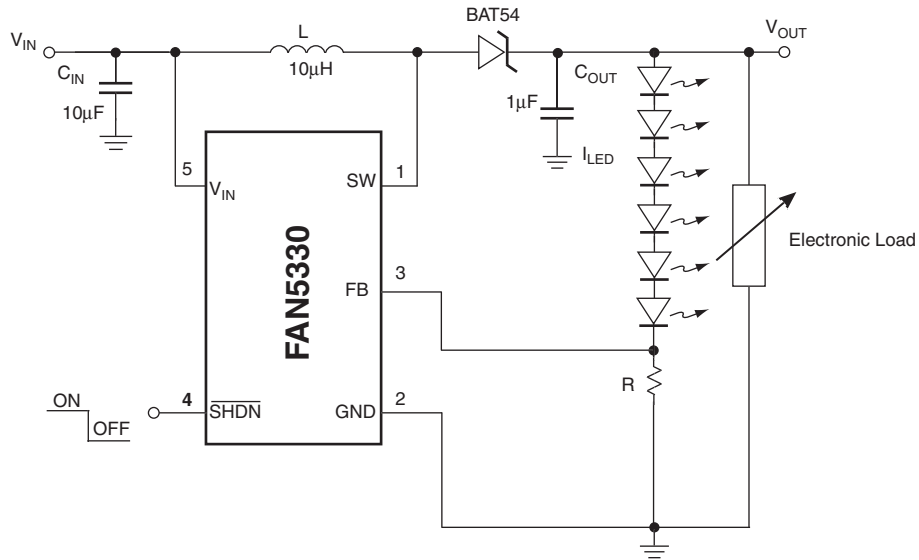 BAT54
V_IN
L
V_OUT
C_IN
10μH
C_OUT
10μF
1μF
I_LED
5
1
V_IN
SW
Electronic Load
FAN5330
3
FB
R
ON
4
SHDN
GND
2
OFF